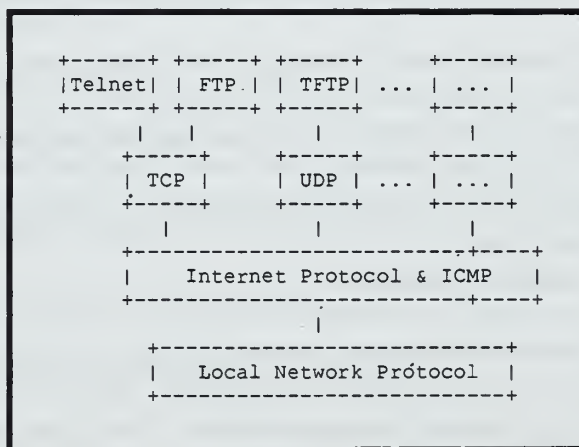 +------+ +-----+ +-----+ +-----+
|Telnet| | FTP | | TFTP| ... | ... |
+------+ +-----+ +-----+ +-----+
| | | |
+-----+ +-----+ +-----+
| TCP | | UDP | ... | ... |
+-----+ +-----+ +-----+
| | |
+--------------------------+----+
| Internet Protocol & ICMP |
+--------------------------+----+
|
+---------------------------+
| Local Network Protocol |
+---------------------------+